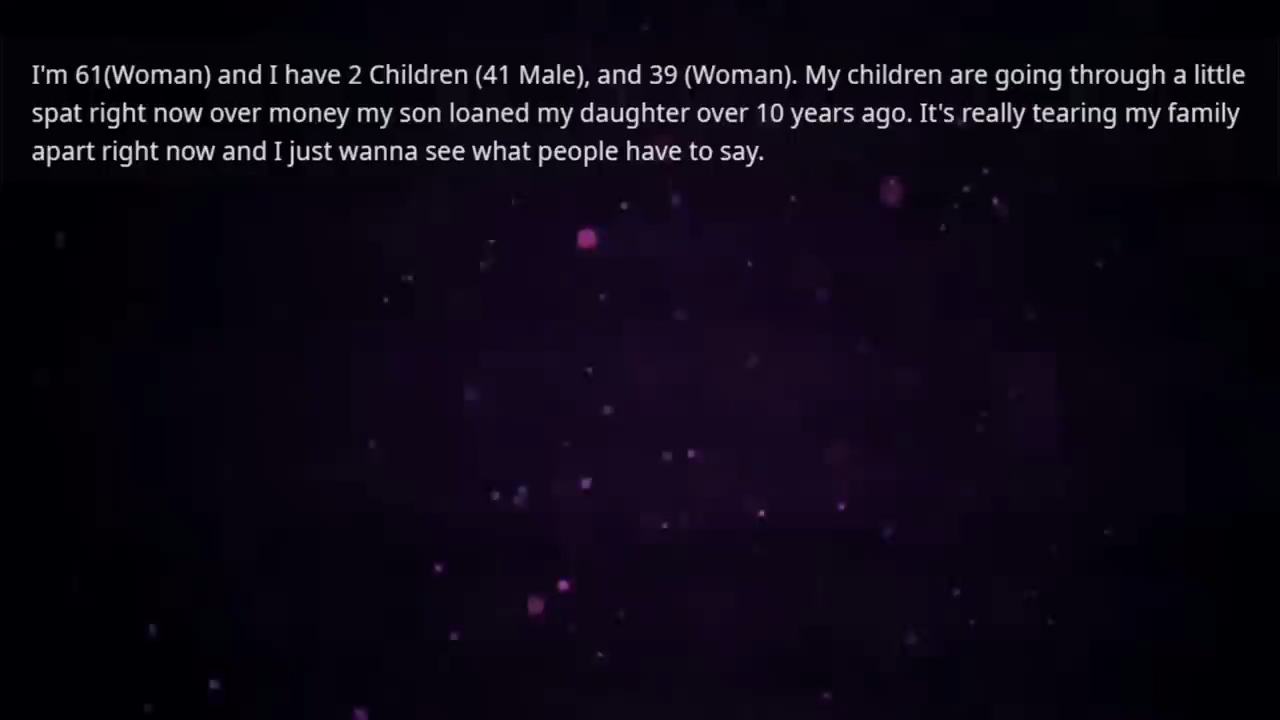 I'm 61(Woman) and I have 2 Children (41 Male), and 39 (Woman). My children are going through a little
spat right now over money my son loaned my daughter over 10 years ago. It's really tearing my family
apart right now and I just wanna see what people have to say.